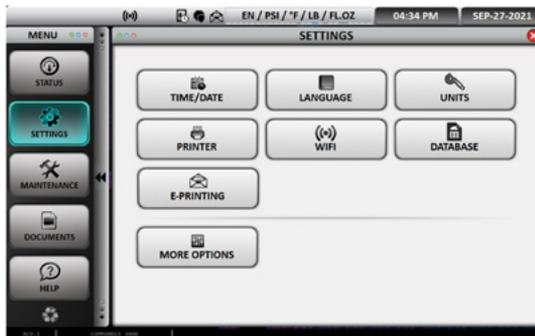 EN / PSI / °F / LB / FL.OZ
04:34 PM
SEP-27-2021
MENU
SETTINGS
STATUS
SETTINGS
MAINTENANCE
DOCUMENTS
HELP
TIME/DATE
LANGUAGE
UNITS
PRINTER
WIFI
DATABASE
E-PRINTING
MORE OPTIONS